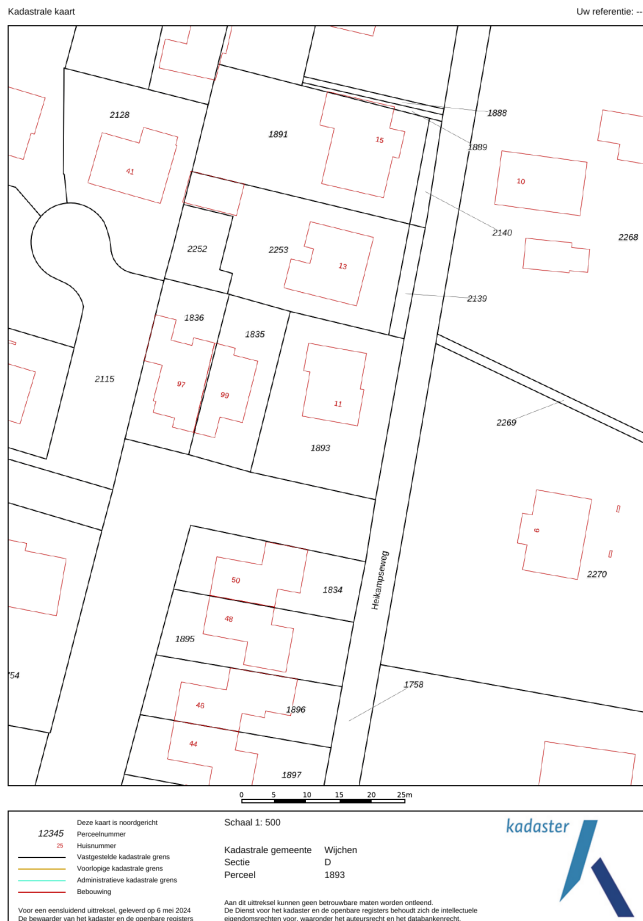 Kadastrale kaart
Uw referentie: --
2128
1891
15
1888
1889
41
10
2140
2268
2252
2253
13
2139
1836
1835
2115
97
99
11
2269
1893
6
Heikampseweg
2270
50
1834
48
1895
54
1758
46
1896
44
1897
0 5 10 15 20 25m
Deze kaart is noordgericht
12345 Perceelnummer
25 Huisnummer
Vastgestelde kadastrale grens
Voorlopige kadastrale grens
Administratieve kadastrale grens
Bebouwing
Voor een eensluidend uittreksel, geleverd op 6 mei 2024
De bewaarder van het kadaster en de openbare registers
Schaal 1: 500
Kadastrale gemeente Wijchen
Sectie D
Perceel 1893
Aan dit uittreksel kunnen geen betrouwbare maten worden ontleend.
De Dienst voor het kadaster en de openbare registers behoudt zich de intellectuele
eigendomsrechten voor, waaronder het auteursrecht en het databankenrecht.
kadaster